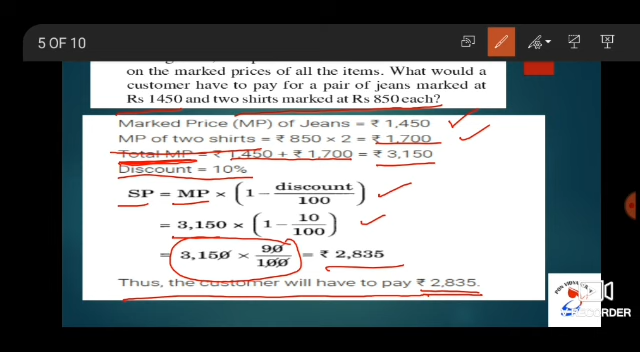 5 OF 10
on the marked prices of all the items. What would a
customer have to pay for a pair of jeans marked at
Rs 1450 and two shirts marked at Rs 850 each?
Marked Price (MP) of Jeans = ₹ 1,450
MP of two shirts = ₹ 850 × 2 = ₹ 1,700
Total MP = ₹ 1,450 + ₹ 1,700 = ₹ 3,150
Discount = 10%
SP = MP × (1 − discount/100)
= 3,150 × (1 − 10/100)
= 3,150 × 90/100 = ₹ 2,835
Thus, the customer will have to pay ₹ 2,835.